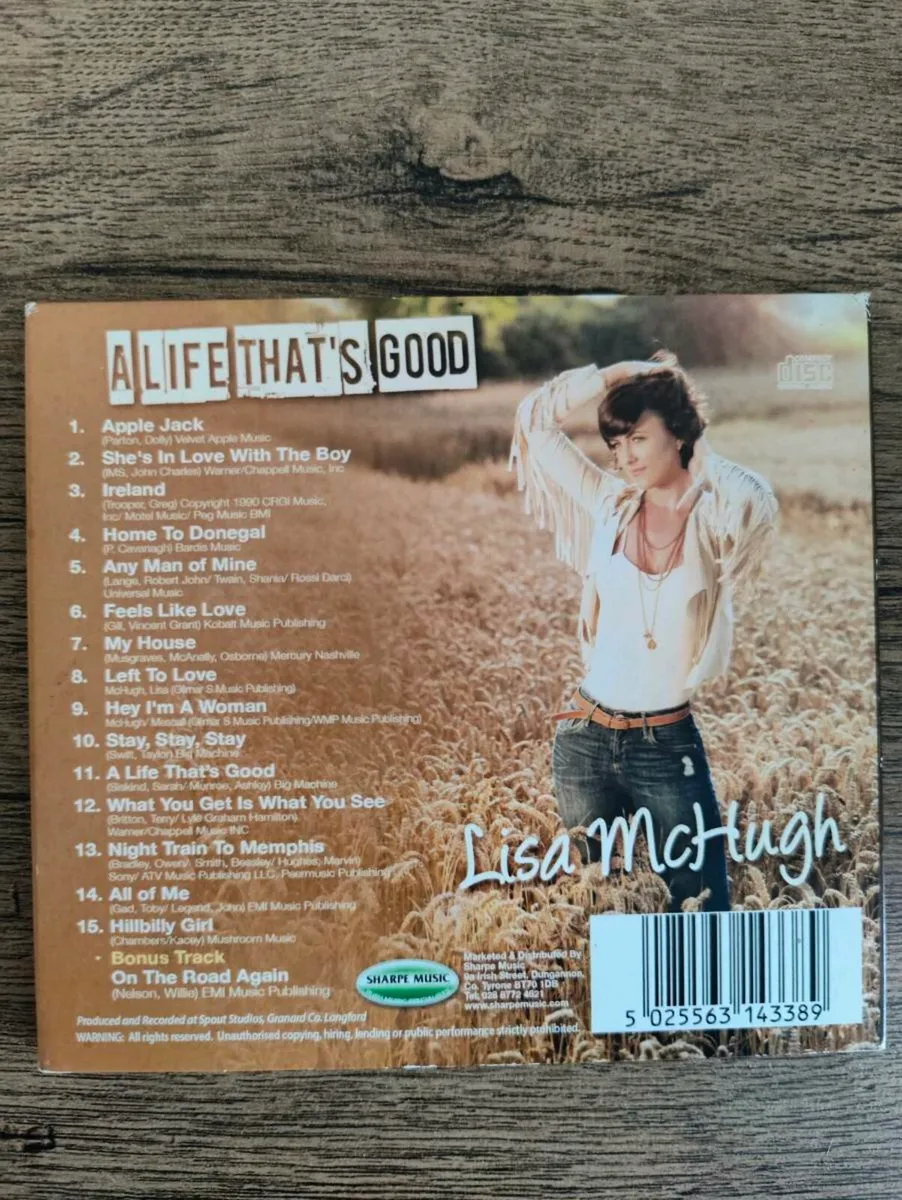 A LIFE THAT'S GOOD
COMPACT
disc
1. Apple Jack
(Parton, Dolly) Velvet Apple Music
2. She's In Love With The Boy
(IMS, John Charles) Warner/Chappell Music, Inc
3. Ireland
(Trooper, Greg) Copyright 1990 CRGI Music,
Inc/ Motel Music/ Peg Music BMI
4. Home To Donegal
(P. Cavanagh) Bardis Music
5. Any Man of Mine
(Lange, Robert John/ Twain, Shania/ Rossi Darci)
Universal Music
6. Feels Like Love
(Gill, Vincent Grant) Kobalt Music Publishing
7. My House
(Musgraves, McAnally, Osborne) Mercury Nashville
8. Left To Love
McHugh, Lisa (Gilmar S Music Publishing)
9. Hey I'm A Woman
McHugh/ (Gilmar S Music Publishing/WMP Music Publishing)
10. Stay, Stay, Stay
(Swift, Taylor) Big Machine
11. A Life That's Good
(Siskind, Sarah/ Munroe, Ashley) Big Machine
12. What You Get Is What You See
(Britton, Terry/ Lyle Graham Hamilton)
Warner/Chappell Music INC
13. Night Train To Memphis
(Bradley, Owen/ Smith, Beasley/ Hughes, Marvin)
Sony/ ATV Music Publishing LLC, Peermusic Publishing
14. All of Me
(Gad, Toby/ Legend, John) EMI Music Publishing
15. Hillbilly Girl
(Chambers/Kacey) Mushroom Music
• Bonus Track
On The Road Again
(Nelson, Willie) EMI Music Publishing
Lisa McHugh
SHARPE MUSIC
Marketed & Distributed By
Sharpe Music
9a Irish Street, Dungannon,
Co. Tyrone BT70 1DB
Tel, 028 8772 4621
www.sharpemusic.com
5 025563 143389
Produced and Recorded at Spout Studios, Granard Co. Longford
WARNING: All rights reserved. Unauthorised copying, hiring, lending or public performance strictly prohibited.